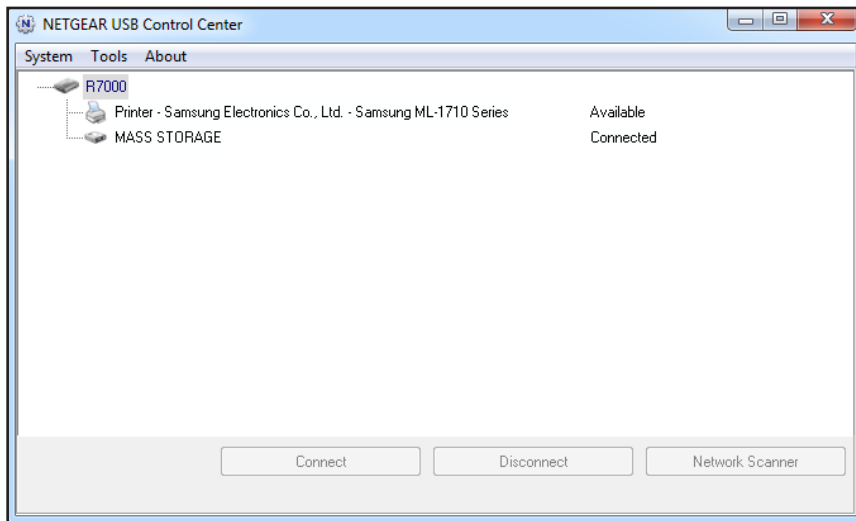 NETGEAR USB Control Center
System Tools About
R7000
Printer - Samsung Electronics Co., Ltd. - Samsung ML-1710 Series Available
MASS STORAGE Connected
Connect Disconnect Network Scanner